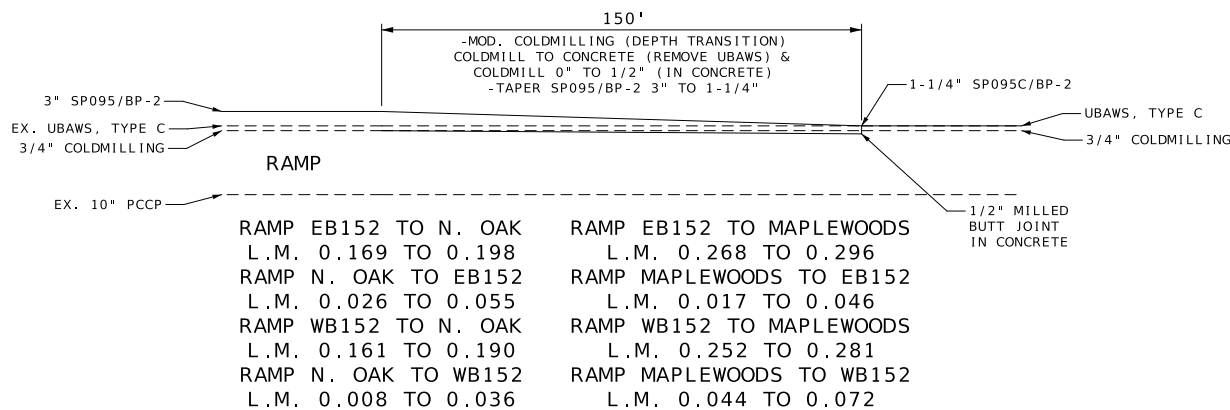 150'
-MOD. COLDMILLING (DEPTH TRANSITION)
COLDMILL TO CONCRETE (REMOVE UBAWS) &
COLDMILL 0" TO 1/2" (IN CONCRETE)
-TAPER SP095/BP-2 3" TO 1-1/4"
3" SP095/BP-2
EX. UBAWS, TYPE C
3/4" COLDMILLING
1-1/4" SP095C/BP-2
UBAWS, TYPE C
3/4" COLDMILLING
RAMP
EX. 10" PCCP
1/2" MILLED
BUTT JOINT
IN CONCRETE
RAMP EB152 TO N. OAK
L.M. 0.169 TO 0.198
RAMP N. OAK TO EB152
L.M. 0.026 TO 0.055
RAMP WB152 TO N. OAK
L.M. 0.161 TO 0.190
RAMP N. OAK TO WB152
L.M. 0.008 TO 0.036
RAMP EB152 TO MAPLEWOODS
L.M. 0.268 TO 0.296
RAMP MAPLEWOODS TO EB152
L.M. 0.017 TO 0.046
RAMP WB152 TO MAPLEWOODS
L.M. 0.252 TO 0.281
RAMP MAPLEWOODS TO WB152
L.M. 0.044 TO 0.072